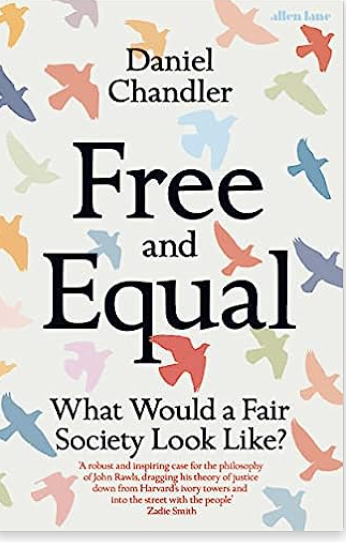 allen lane
Daniel
Chandler
Free
and
Equal
What Would a Fair
Society Look Like?
'A robust and inspiring case for the philosophy
of John Rawls, dragging his theory of justice
down from Harvard's ivory towers and
into the street with the people'
Zadie Smith